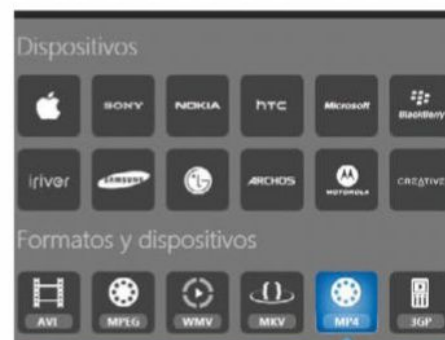 Dispositivos
SONY NOKIA hTC Microsoft BlackBerry
iriver SAMSUNG LG ARCHOS MOTOROLA CREATIVE
Formatos y dispositivos
AVI MPEG WMV MKV MP4 3GP